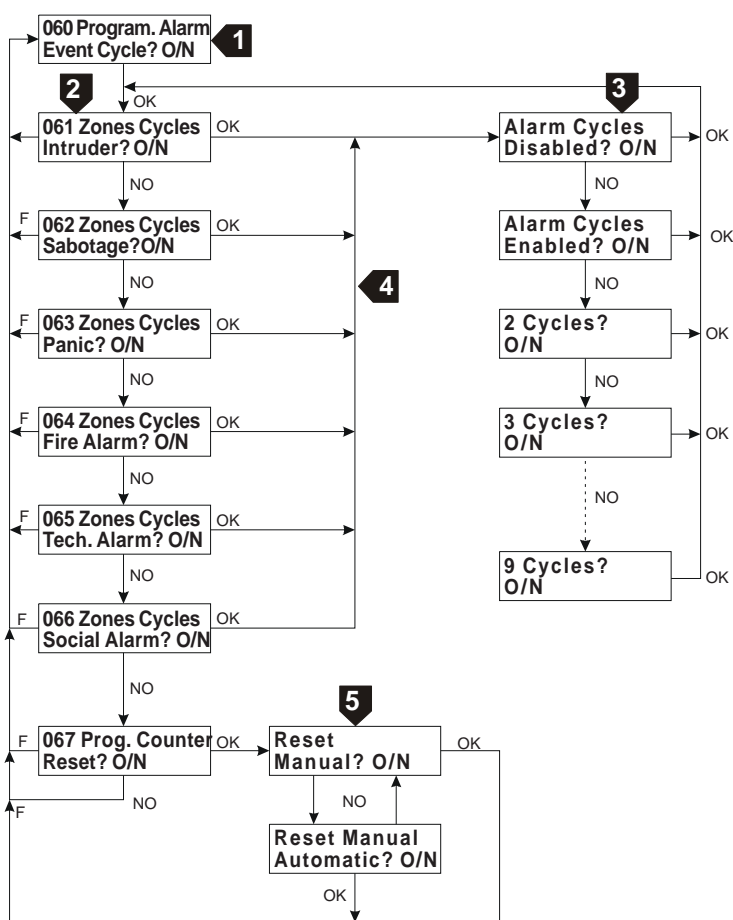 060 Program. Alarm
Event Cycle? O/N
1
OK
2
061 Zones Cycles
Intruder? O/N
OK
NO
F
062 Zones Cycles
Sabotage?O/N
OK
NO
F
063 Zones Cycles
Panic? O/N
OK
NO
F
064 Zones Cycles
Fire Alarm? O/N
OK
NO
F
065 Zones Cycles
Tech. Alarm? O/N
OK
NO
F
066 Zones Cycles
Social Alarm? O/N
OK
NO
F
067 Prog. Counter
Reset? O/N
OK
NO
F
3
Alarm Cycles
Disabled? O/N
OK
NO
Alarm Cycles
Enabled? O/N
OK
NO
4
2 Cycles?
O/N
OK
NO
3 Cycles?
O/N
OK
NO
9 Cycles?
O/N
OK
5
Reset
Manual? O/N
OK
NO
Reset Manual
Automatic? O/N
OK